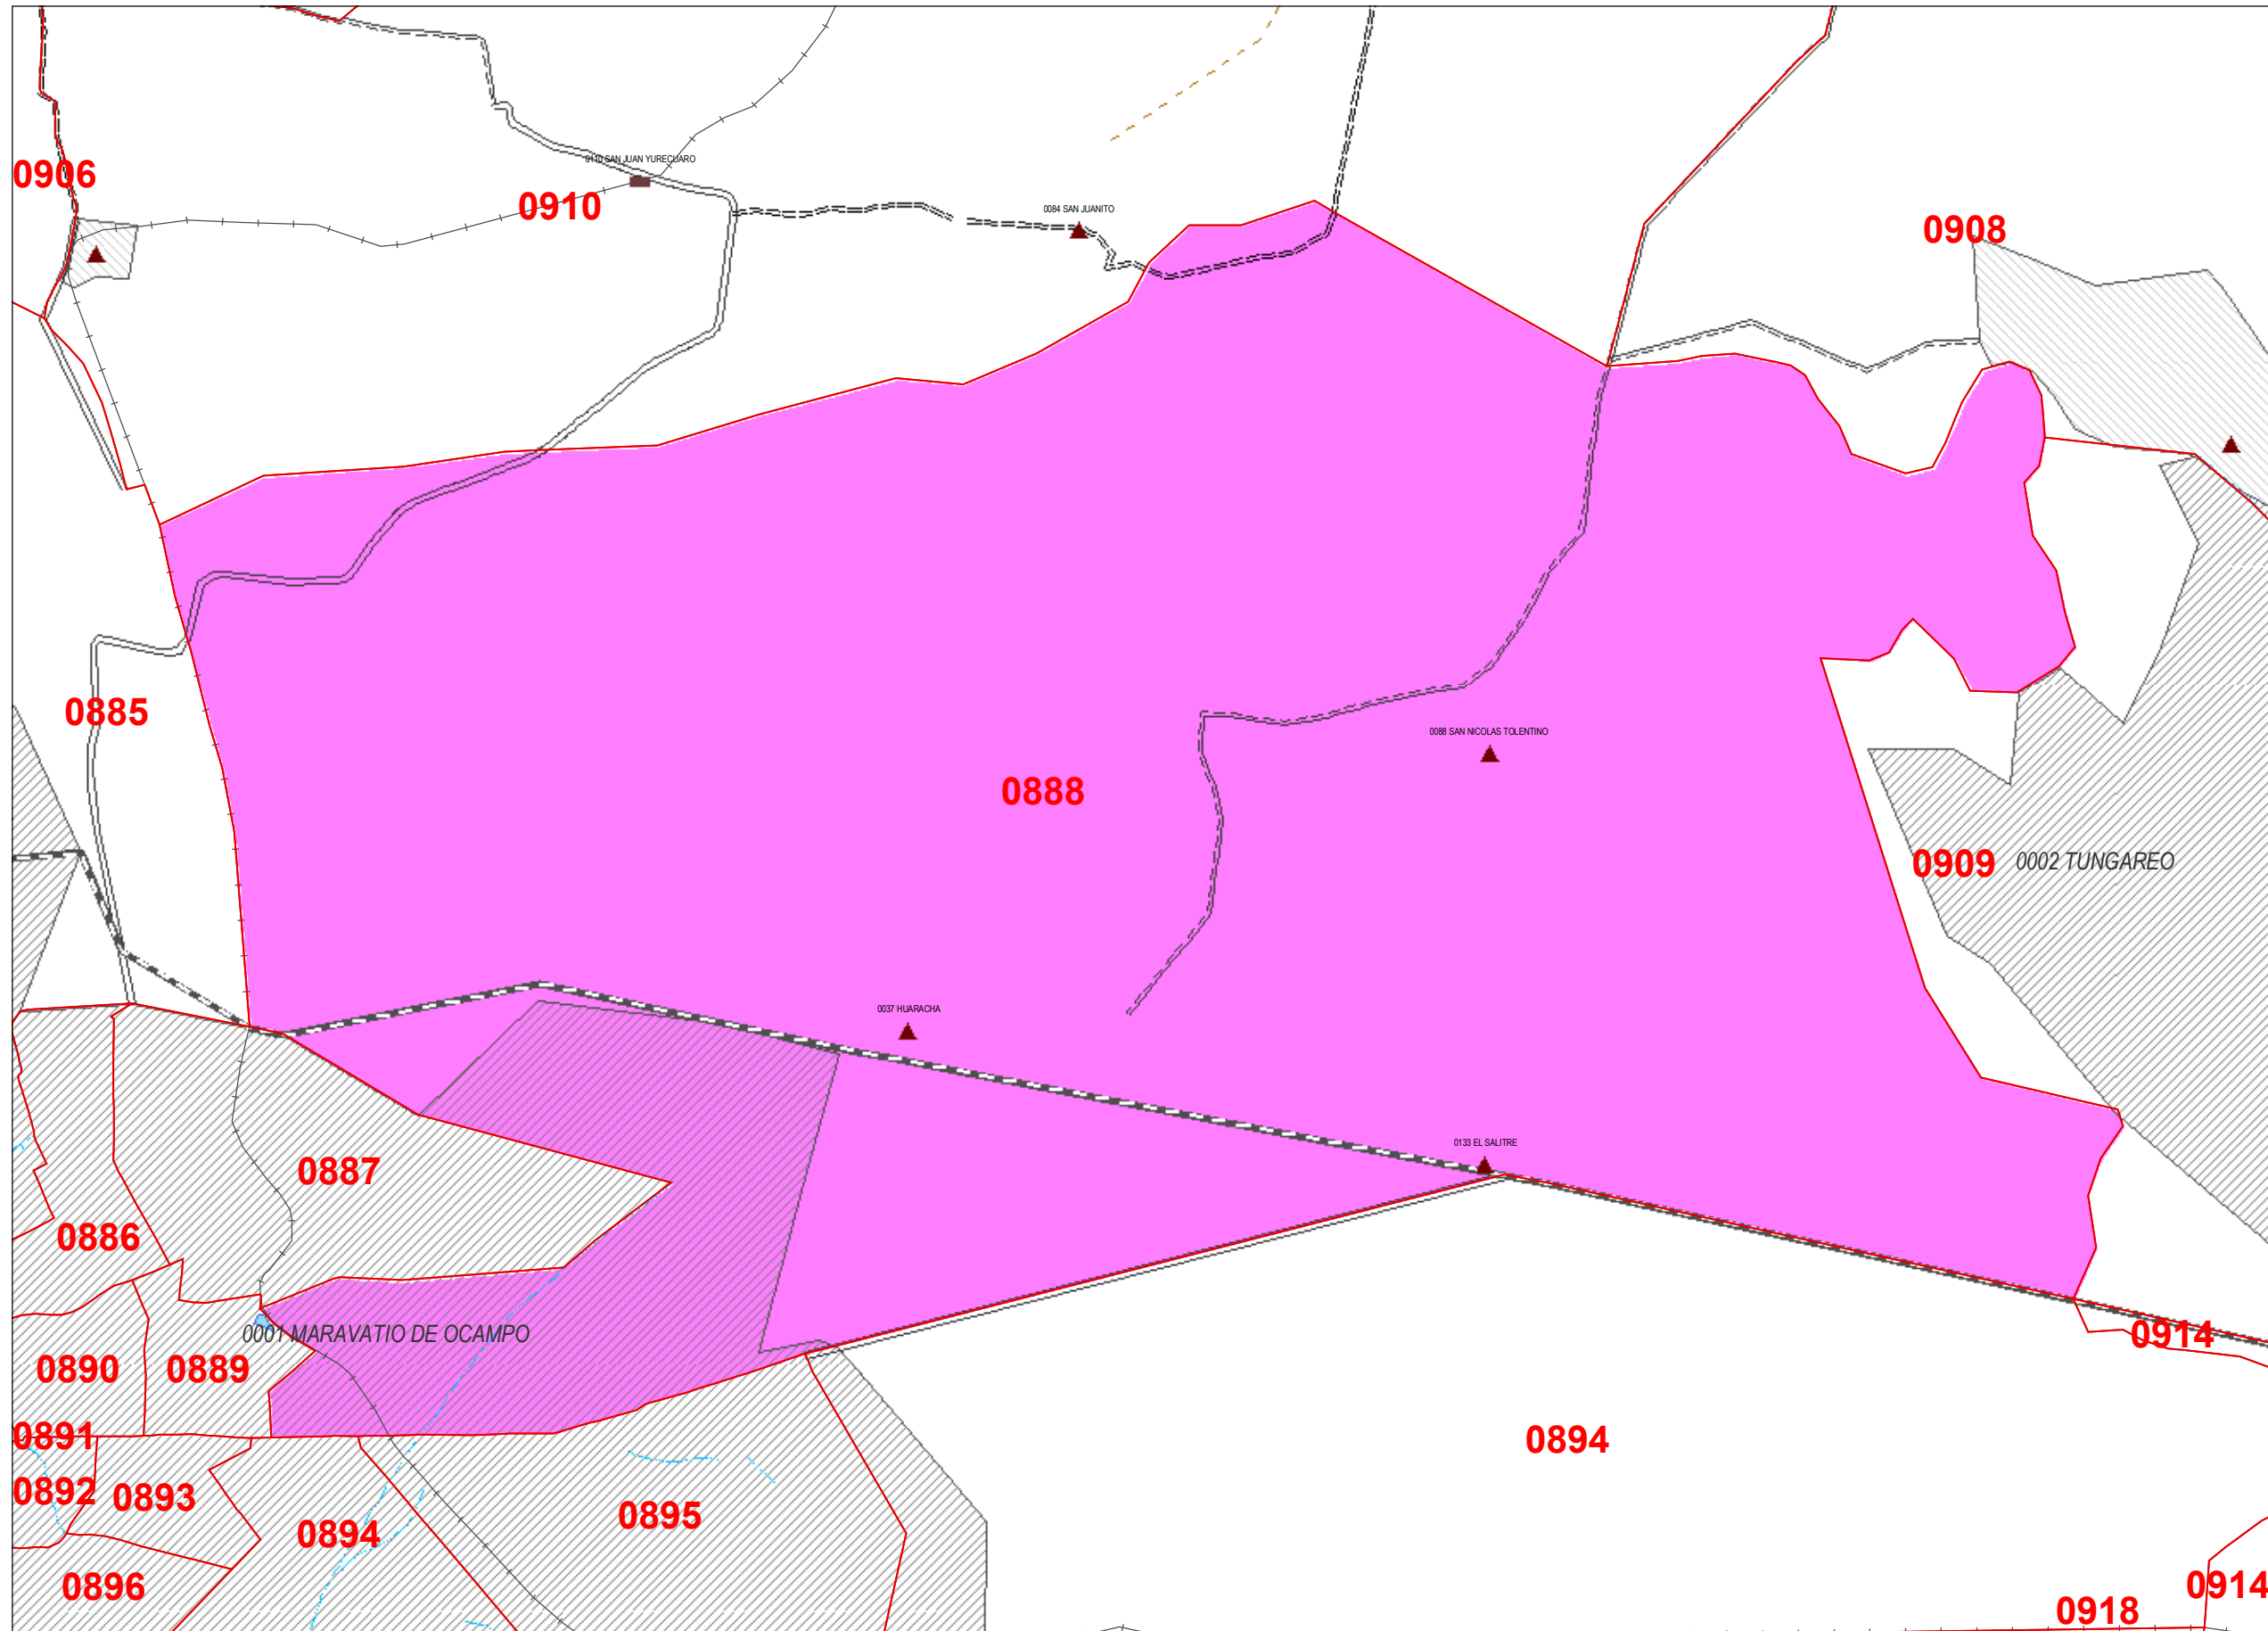 0110 SAN JUAN YURECUARO
0906
0910
0084 SAN JUANITO
0908
0885
0088 SAN NICOLAS TOLENTINO
0888
0909
0002 TUNGAREO
0037 HUARACHA
0133 EL SALITRE
0887
0886
0001 MARAVATIO DE OCAMPO
0914
0890
0889
0891
0894
0892
0893
0895
0894
0896
0914
0918